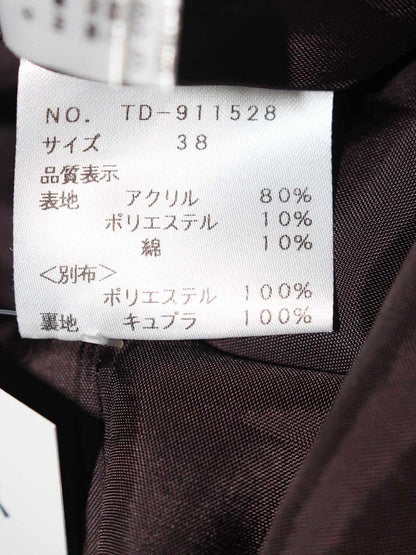 NO. TD-911528
サイズ 38
品質表示
表地 アクリル 80%
ポリエステル 10%
綿 10%
<別布>
ポリエステル 100%
裏地 キュプラ 100%